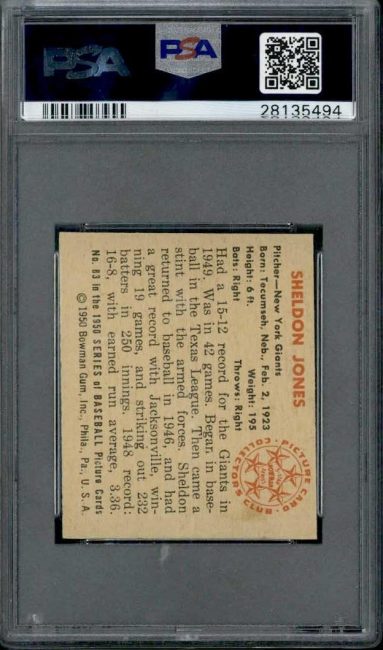 PSA
PSA
28135494
SHELDON JONES
Pitcher—New York Giants
Born: Tecumseh, Neb., Feb. 2, 1923
Height: 6 ft. Weight: 195
Bats: Right Throws: Right
Had a 15-12 record for the Giants in
1949. Was in 42 games. Began in base-
ball in the Texas League. Then came a
stint with the armed forces. Sheldon
returned to baseball in 1946, and had
a great record with Jacksonville, win-
ning 19 games, and striking out 232
batters in 250 innings. 1948 record:
16-8, with earned run average, 3.36.
No. 83 in the 1950 SERIES of BASEBALL Picture Cards
© 1950 Bowman Gum, Inc., Phila., Pa., U. S. A.
PICTURE CARD
COLLECTORS CLUB